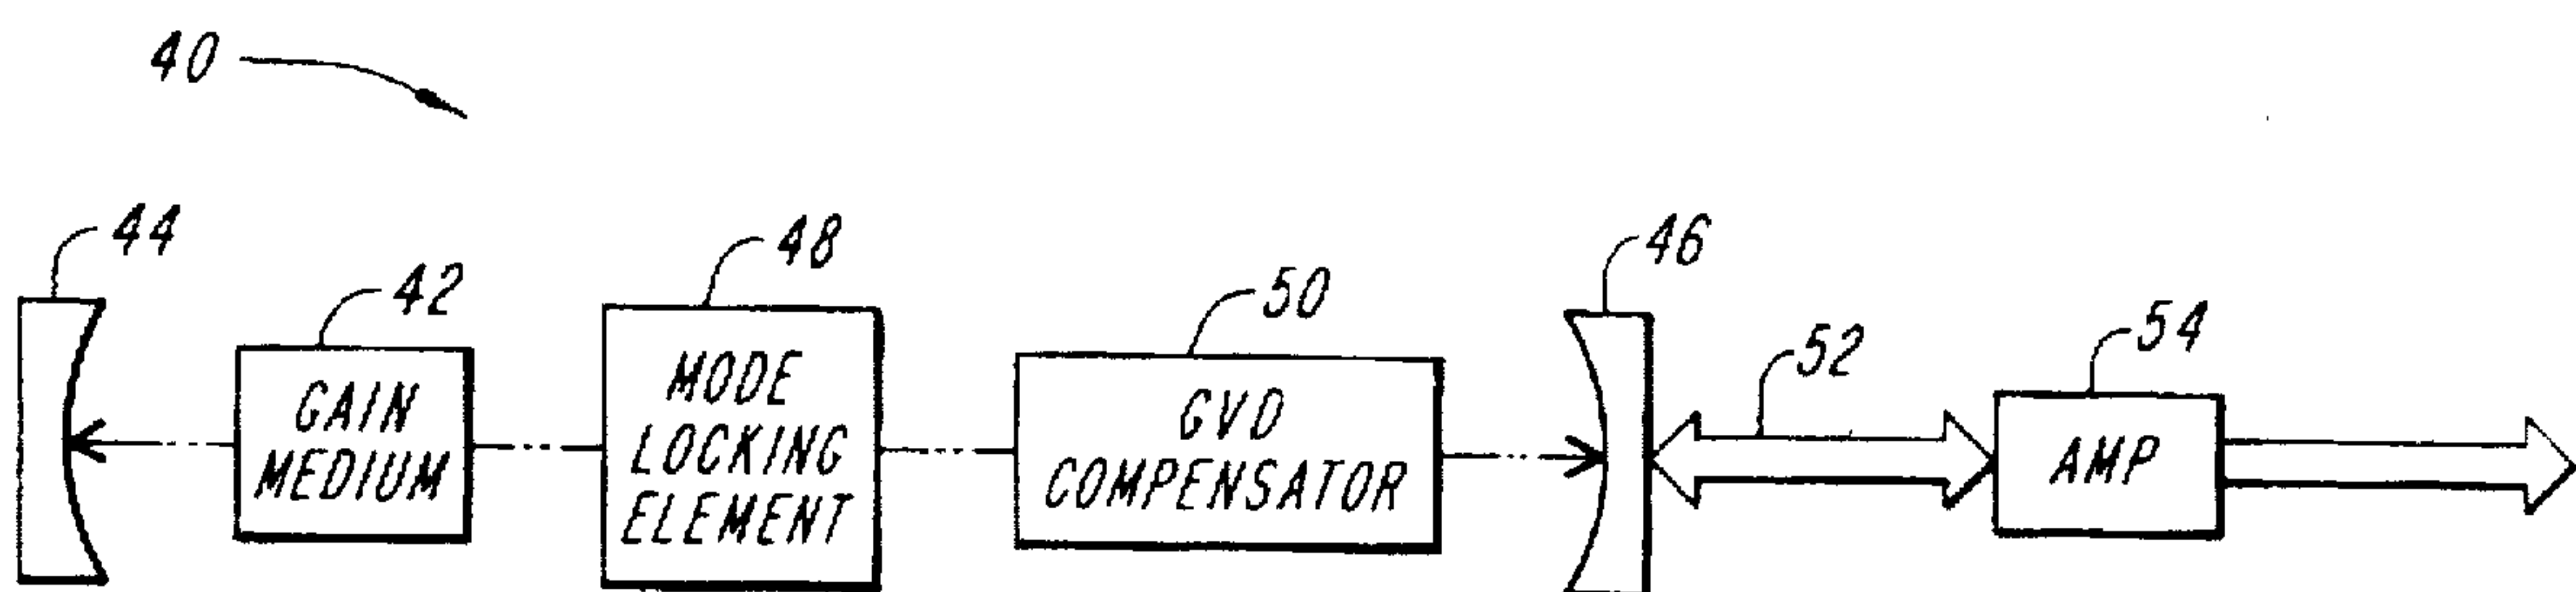 40
44
42
48
50
46
52
54
GAIN
MEDIUM
MODE
LOCKING
ELEMENT
GVD
COMPENSATOR
AMP